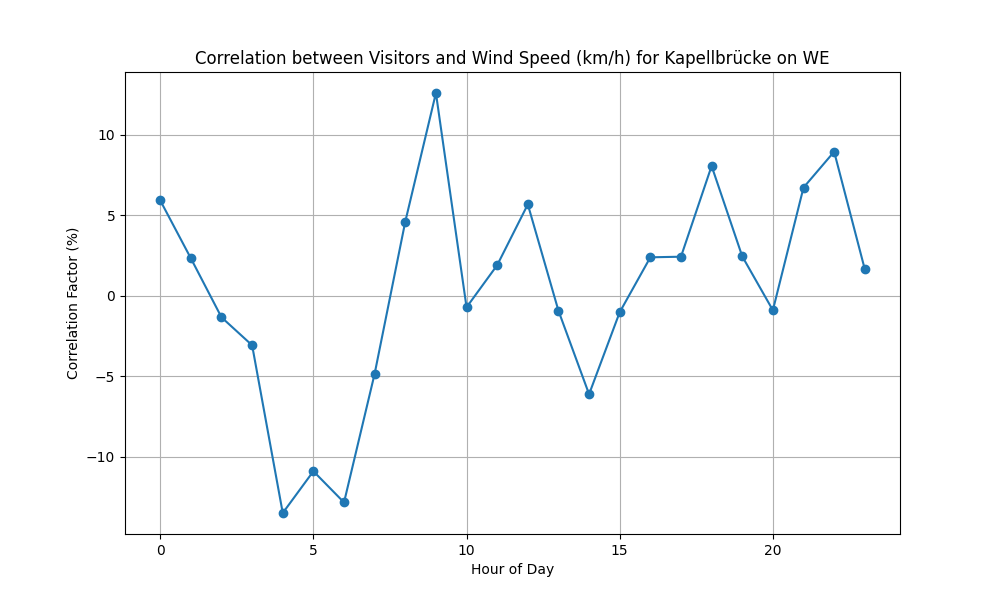 Correlation between Visitors and Wind Speed (km/h) for Kapellbrücke on WE
Correlation Factor (%)
10
5
0
−5
−10
0 5 10 15 20
Hour of Day